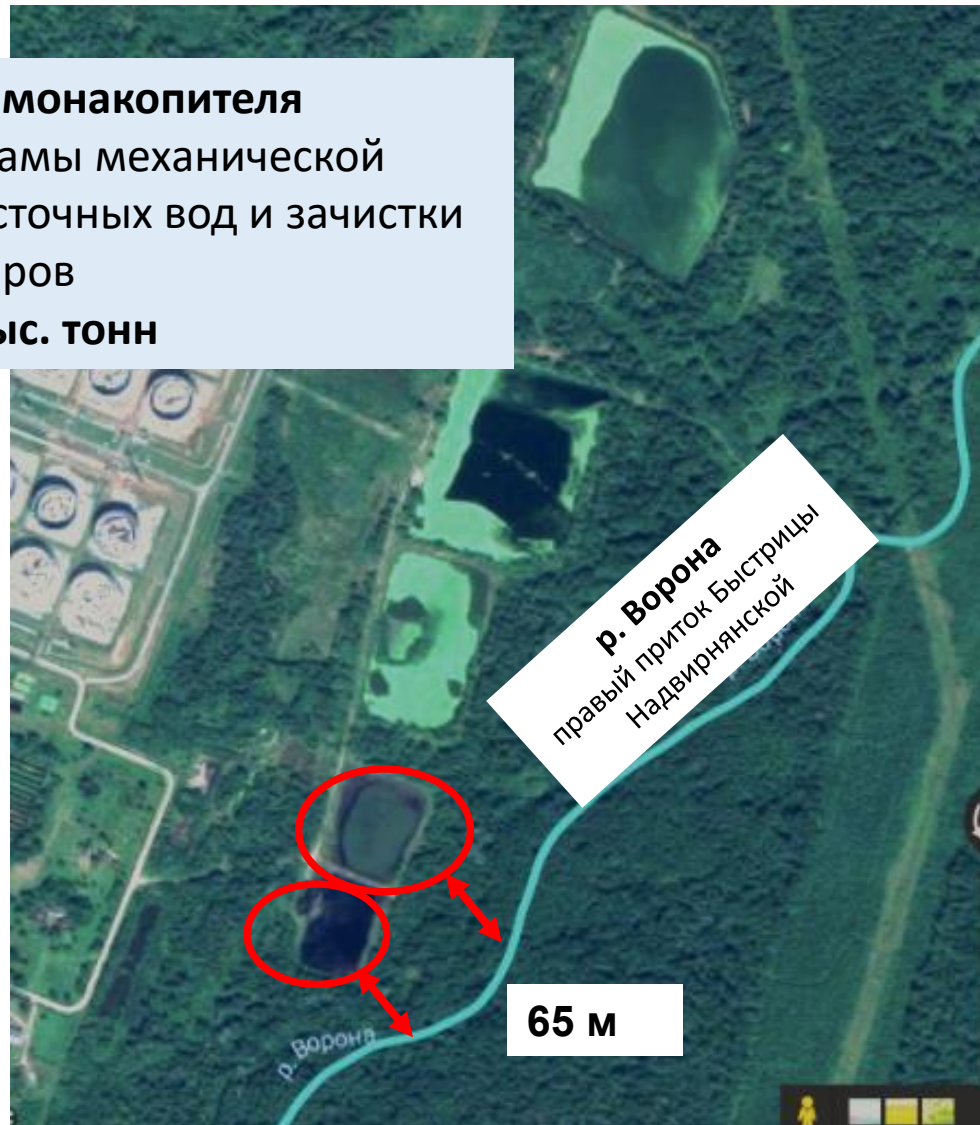 монакопителя
амы механической
сточных вод и зачистки
ров
ыс. тонн
р. Ворона
правый приток Быстрицы
Надвирнянской
65 м
р. Ворона